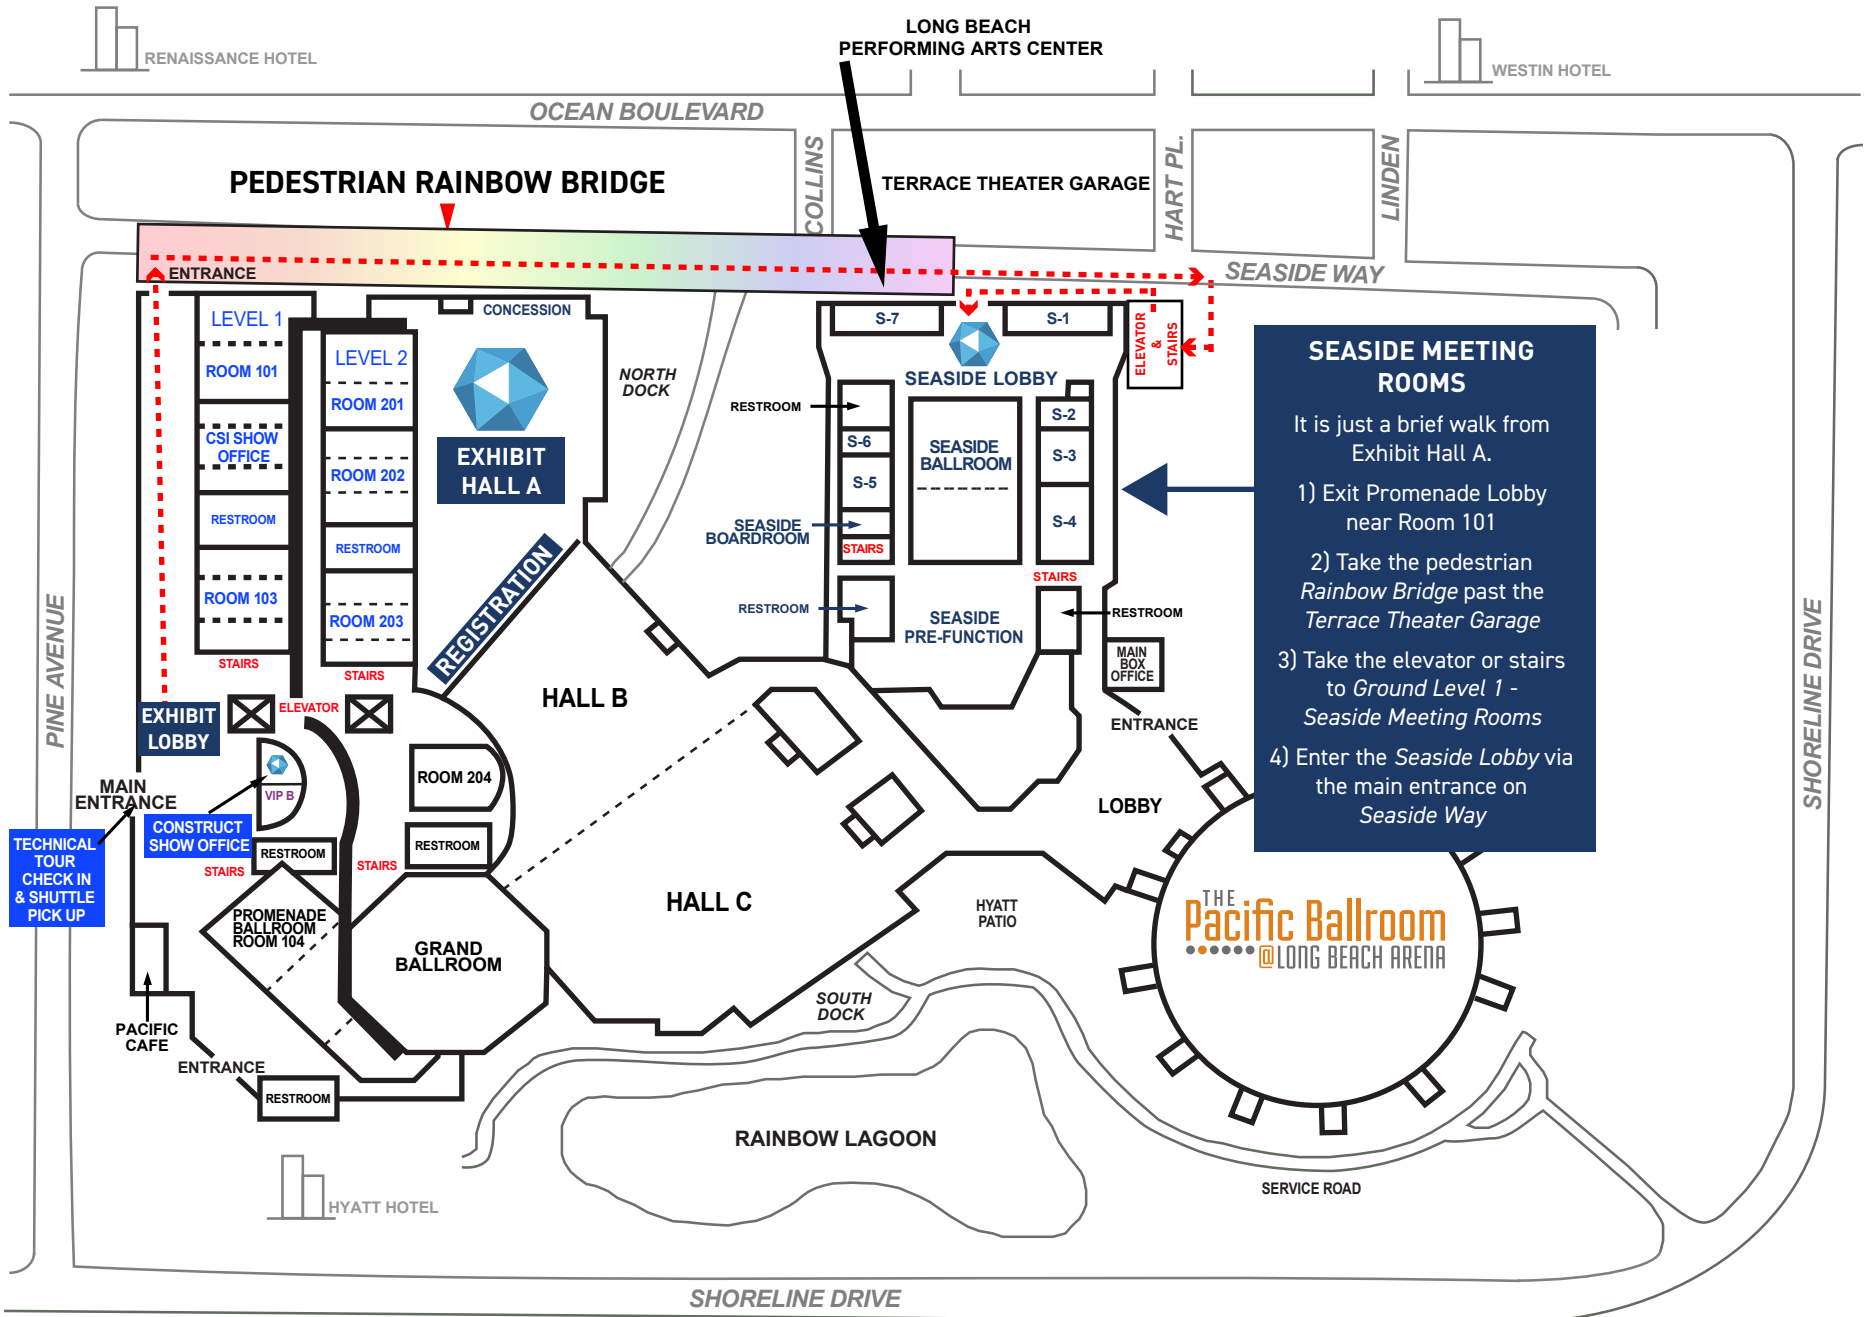 LONG BEACH
PERFORMING ARTS CENTER
RENAISSANCE HOTEL
WESTIN HOTEL
OCEAN BOULEVARD
COLLINS
HART PL.
LINDEN
PEDESTRIAN RAINBOW BRIDGE
TERRACE THEATER GARAGE
SEASIDE WAY
ENTRANCE
LEVEL 1
ROOM 101
CSI SHOW
OFFICE
RESTROOM
ROOM 103
STAIRS
LEVEL 2
ROOM 201
ROOM 202
RESTROOM
ROOM 203
STAIRS
CONCESSION
EXHIBIT
HALL A
NORTH
DOCK
REGISTRATION
S-7
S-1
ELEVATOR
&
STAIRS
SEASIDE LOBBY
RESTROOM
S-6
S-5
SEASIDE
BOARDROOM
STAIRS
SEASIDE
BALLROOM
S-2
S-3
S-4
STAIRS
RESTROOM
SEASIDE
PRE-FUNCTION
RESTROOM
MAIN
BOX
OFFICE
ENTRANCE
LOBBY
SEASIDE MEETING
ROOMS
It is just a brief walk from
Exhibit Hall A.
1) Exit Promenade Lobby
near Room 101
2) Take the pedestrian
Rainbow Bridge past the
Terrace Theater Garage
3) Take the elevator or stairs
to Ground Level 1 -
Seaside Meeting Rooms
4) Enter the Seaside Lobby via
the main entrance on
Seaside Way
PINE AVENUE
SHORELINE DRIVE
EXHIBIT
LOBBY
ELEVATOR
HALL B
MAIN
ENTRANCE
VIP B
CONSTRUCT
SHOW OFFICE
TECHNICAL
TOUR
CHECK IN
& SHUTTLE
PICK UP
ROOM 204
RESTROOM
STAIRS
RESTROOM
STAIRS
PROMENADE
BALLROOM
ROOM 104
GRAND
BALLROOM
HALL C
HYATT
PATIO
THE
Pacific Ballroom
@LONG BEACH ARENA
SOUTH
DOCK
PACIFIC
CAFE
ENTRANCE
RESTROOM
RAINBOW LAGOON
SERVICE ROAD
HYATT HOTEL
SHORELINE DRIVE